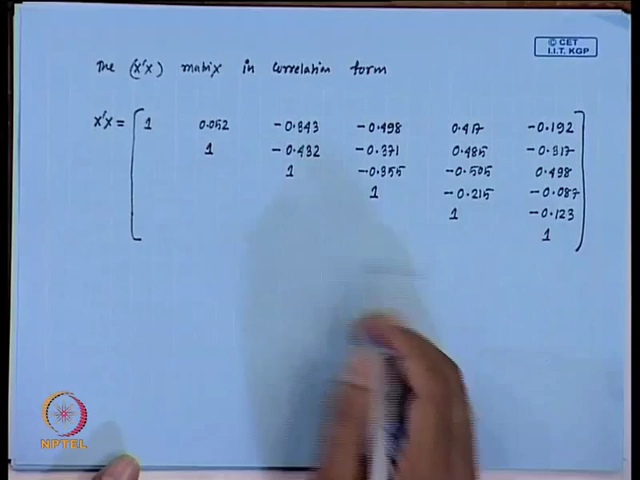 © CET
I.I.T. KGP
The (X'X) matrix in correlation form
X'X = 1 0.052 -0.343 -0.498 0.417 -0.192
1 -0.432 -0.371 0.485 -0.317
1 -0.355 -0.505 0.498
1 -0.215 -0.087
1 -0.123
1
NPTEL